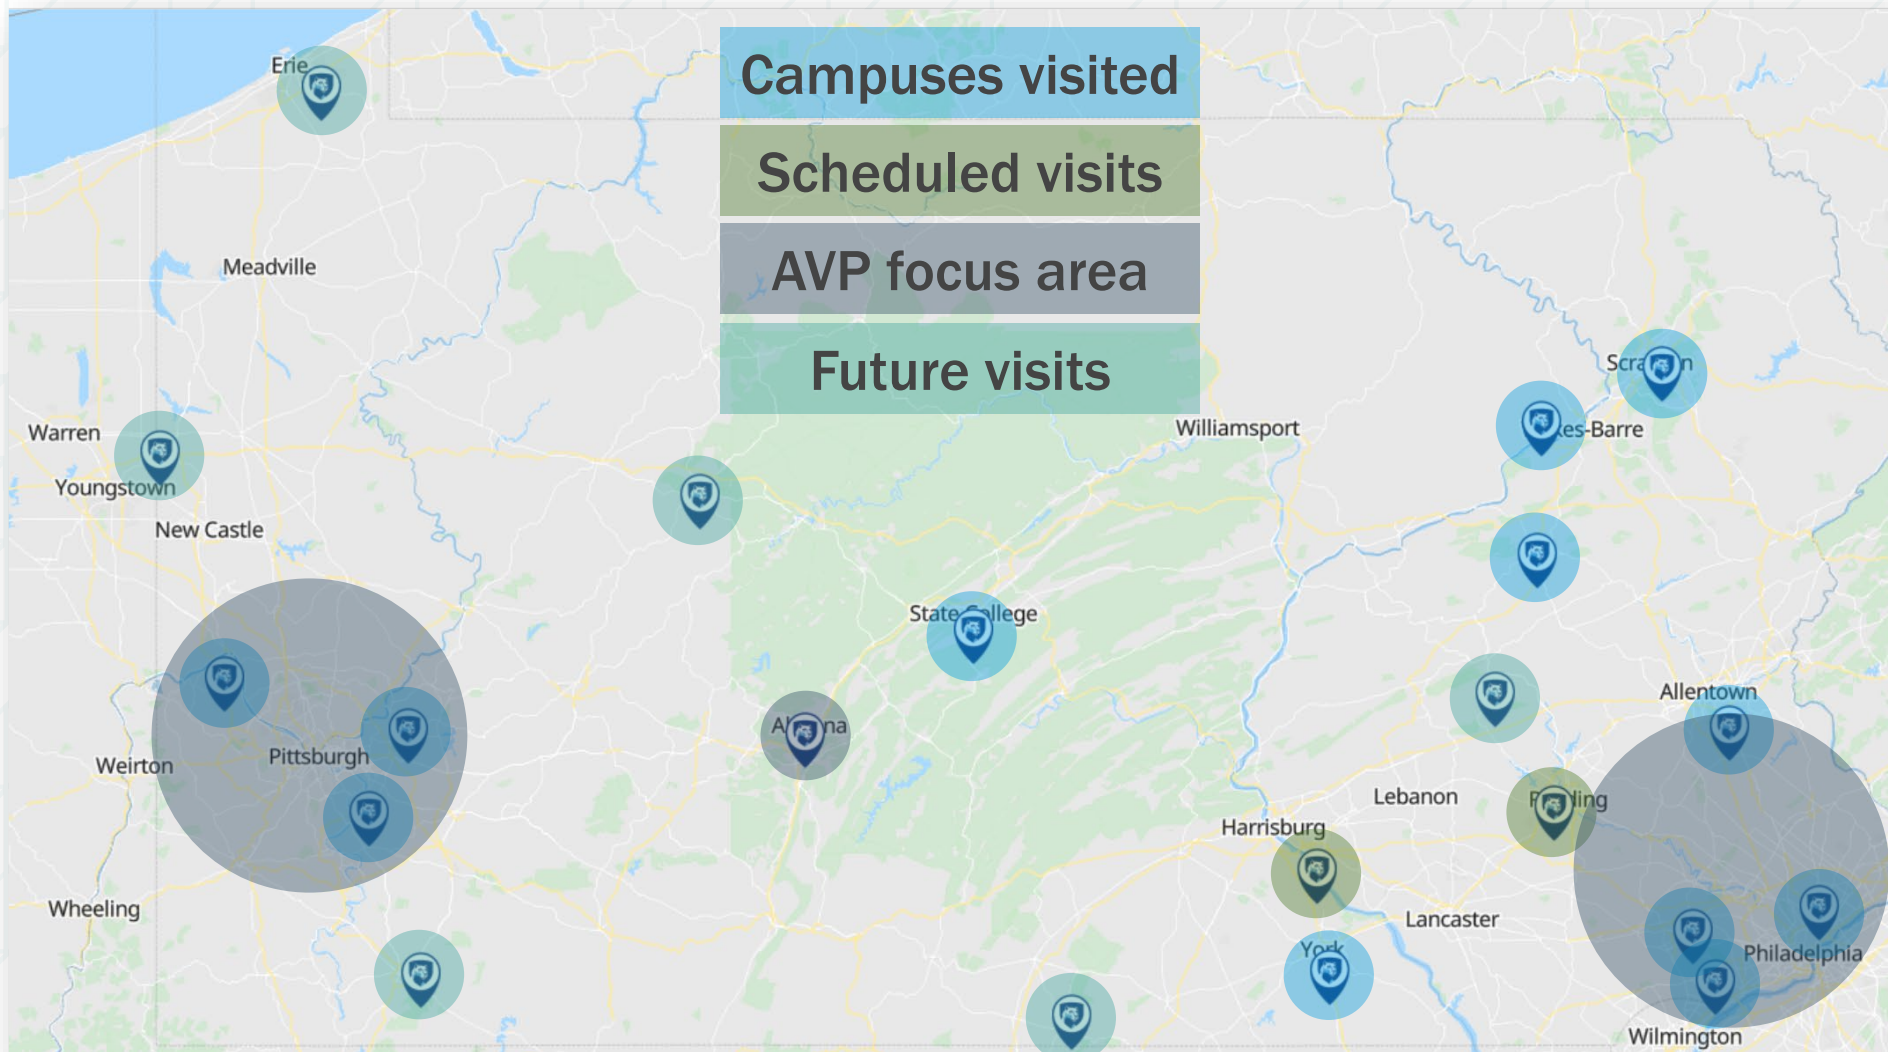 Campuses visited
Scheduled visits
AVP focus area
Future visits
Erie
Meadville
Warren
Youngstown
New Castle
Williamsport
State College
Allentown
Weirton
Pittsburgh
Lebanon
Harrisburg
Wheeling
Lancaster
York
Philadelphia
Wilmington